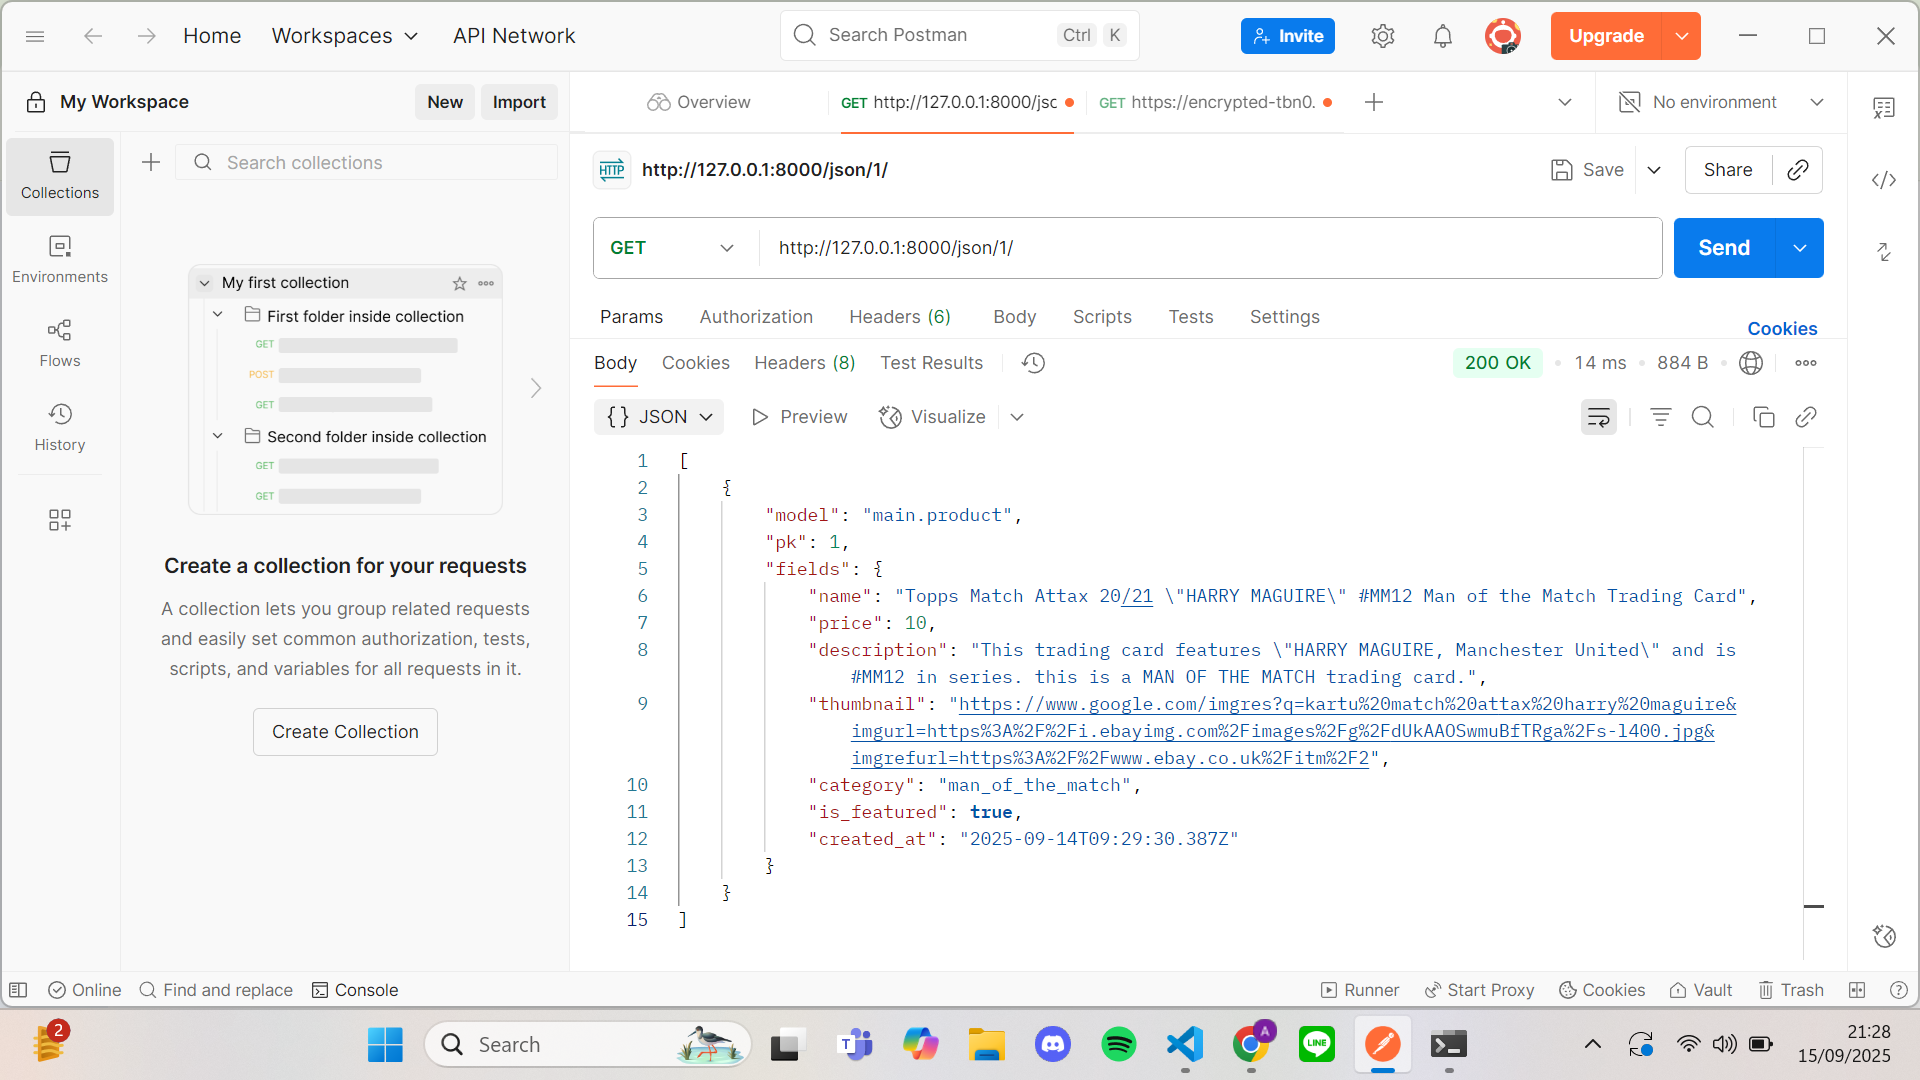 Home
Workspaces
API Network
Search Postman
Ctrl
K
Invite
Upgrade
My Workspace
New
Import
Overview
GET http://127.0.0.1:8000/jsc
GET https://encrypted-tbn0.
No environment
Collections
Search collections
http://127.0.0.1:8000/json/1/
Save
Share
GET
http://127.0.0.1:8000/json/1/
Send
Environments
Flows
History
My first collection
First folder inside collection
GET
POST
GET
Second folder inside collection
GET
GET
Create a collection for your requests
A collection lets you group related requests
and easily set common authorization, tests,
scripts, and variables for all requests in it.
Create Collection
Params
Authorization
Headers (6)
Body
Scripts
Tests
Settings
Cookies
Body
Cookies
Headers (8)
Test Results
200 OK
14 ms
884 B
{} JSON
Preview
Visualize
1 [
2 {
3 "model": "main.product",
4 "pk": 1,
5 "fields": {
6 "name": "Topps Match Attax 20/21 \"HARRY MAGUIRE\" #MM12 Man of the Match Trading Card",
7 "price": 10,
8 "description": "This trading card features \"HARRY MAGUIRE, Manchester United\" and is
#MM12 in series. this is a MAN OF THE MATCH trading card.",
9 "thumbnail": "https://www.google.com/imgres?q=kartu%20match%20attax%20harry%20maguire&
imgurl=https%3A%2F%2Fi.ebayimg.com%2Fimages%2Fg%2FdUkAAOSwmuBfTRga%2Fs-l400.jpg&
imgrefurl=https%3A%2F%2Fwww.ebay.co.uk%2Fitm%2F2",
10 "category": "man_of_the_match",
11 "is_featured": true,
12 "created_at": "2025-09-14T09:29:30.387Z"
13 }
14 }
15 ]
Online
Find and replace
Console
Runner
Start Proxy
Cookies
Vault
Trash
2
Search
T
A
LINE
21:28
15/09/2025